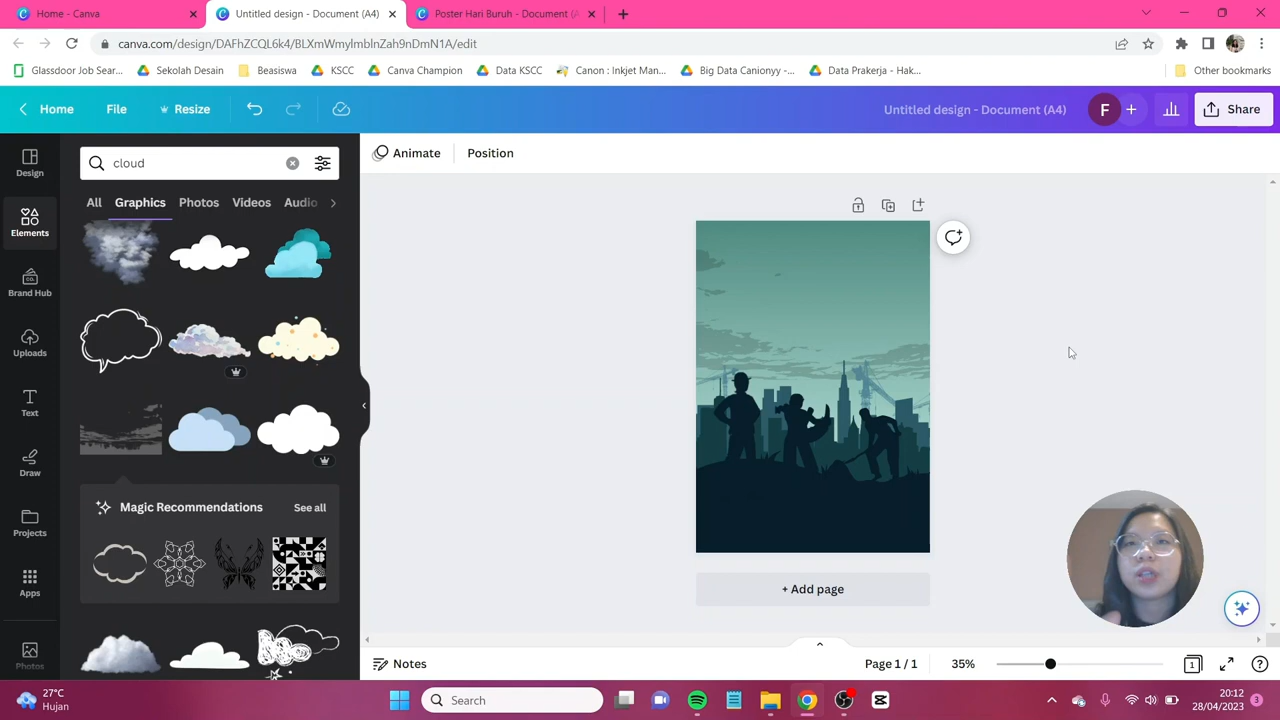 Home - Canva
Untitled design - Document (A4)
Poster Hari Buruh - Document (A
canva.com/design/DAFhZCQL6k4/BLXmWmylmblnZah9nDmN1A/edit
Glassdoor Job Sear...
Sekolah Desain
Beasiswa
KSCC
Canva Champion
Data KSCC
Canon : Inkjet Man...
Big Data Canionyy -...
Data Prakerja - Hak...
Other bookmarks
Home
File
Resize
Untitled design - Document (A4)
F
+
Share
Design
Elements
Brand Hub
Uploads
Text
Draw
Projects
Apps
Photos
cloud
All
Graphics
Photos
Videos
Audio
Magic Recommendations
See all
Animate
Position
+ Add page
Notes
Page 1 / 1
35%
1
27°C
Hujan
Search
20:12
28/04/2023
3